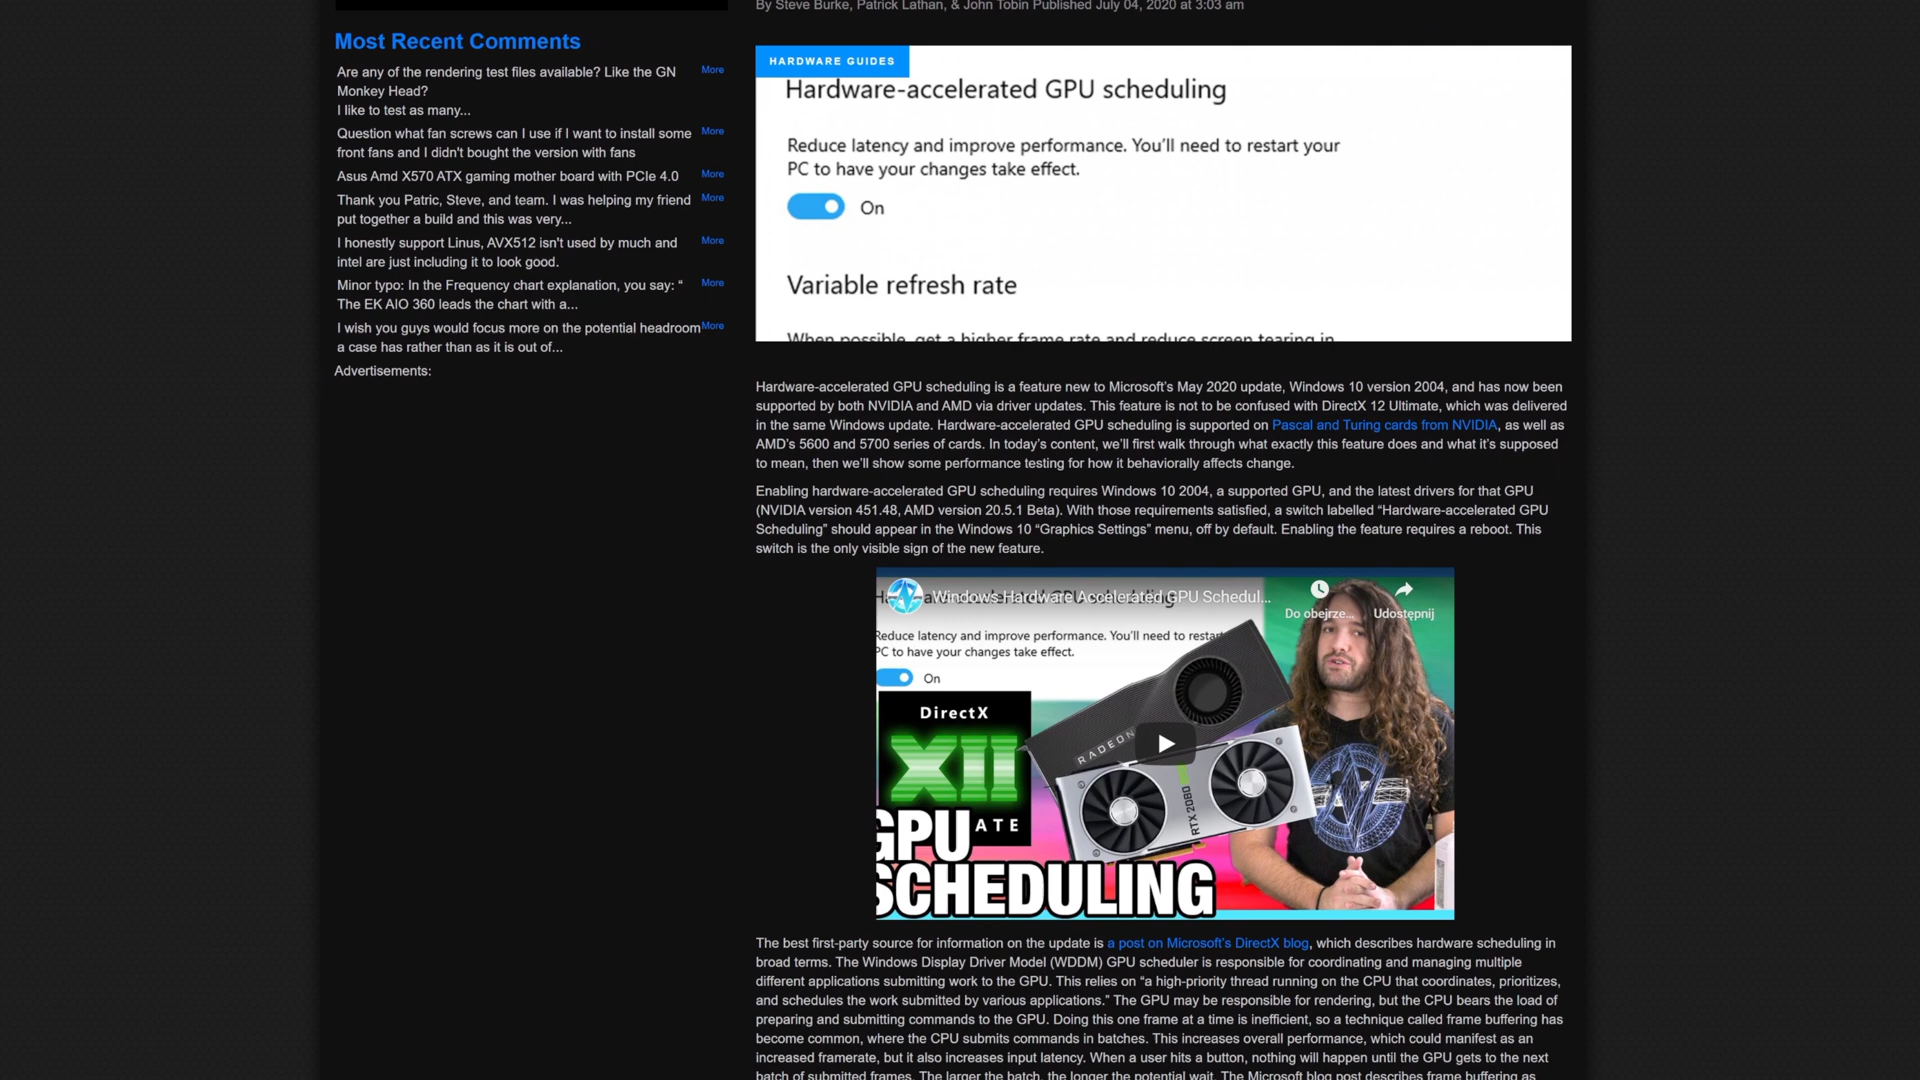 By Steve Burke, Patrick Lathan, & John Tobin Published July 04, 2020 at 3:03 am
Most Recent Comments
Are any of the rendering test files available? Like the GN
Monkey Head?
I like to test as many...
More
Question what fan screws can I use if I want to install some
front fans and I didn't bought the version with fans
More
Asus Amd X570 ATX gaming mother board with PCIe 4.0
More
Thank you Patric, Steve, and team. I was helping my friend
put together a build and this was very...
More
I honestly support Linus, AVX512 isn't used by much and
intel are just including it to look good.
More
Minor typo: In the Frequency chart explanation, you say: “
The EK AIO 360 leads the chart with a...
More
I wish you guys would focus more on the potential headroom
a case has rather than as it is out of...
More
Advertisements:
HARDWARE GUIDES
Hardware-accelerated GPU scheduling
Reduce latency and improve performance. You'll need to restart your
PC to have your changes take effect.
On
Variable refresh rate
When possible, get a higher frame rate and reduce screen tearing in
Hardware-accelerated GPU scheduling is a feature new to Microsoft’s May 2020 update, Windows 10 version 2004, and has now been
supported by both NVIDIA and AMD via driver updates. This feature is not to be confused with DirectX 12 Ultimate, which was delivered
in the same Windows update. Hardware-accelerated GPU scheduling is supported on Pascal and Turing cards from NVIDIA, as well as
AMD’s 5600 and 5700 series of cards. In today’s content, we’ll first walk through what exactly this feature does and what it’s supposed
to mean, then we’ll show some performance testing for how it behaviorally affects change.
Enabling hardware-accelerated GPU scheduling requires Windows 10 2004, a supported GPU, and the latest drivers for that GPU
(NVIDIA version 451.48, AMD version 20.5.1 Beta). With those requirements satisfied, a switch labelled “Hardware-accelerated GPU
Scheduling” should appear in the Windows 10 “Graphics Settings” menu, off by default. Enabling the feature requires a reboot. This
switch is the only visible sign of the new feature.
Windows Hardware Accelerated GPU Schedul...
Do obejrze...
Udostępnij
Reduce latency and improve performance. You'll need to restar
PC to have your changes take effect.
On
DirectX
XII
ATE
RADEON
RTX 2080
GPU
SCHEDULING
The best first-party source for information on the update is a post on Microsoft’s DirectX blog, which describes hardware scheduling in
broad terms. The Windows Display Driver Model (WDDM) GPU scheduler is responsible for coordinating and managing multiple
different applications submitting work to the GPU. This relies on “a high-priority thread running on the CPU that coordinates, prioritizes,
and schedules the work submitted by various applications.” The GPU may be responsible for rendering, but the CPU bears the load of
preparing and submitting commands to the GPU. Doing this one frame at a time is inefficient, so a technique called frame buffering has
become common, where the CPU submits commands in batches. This increases overall performance, which could manifest as an
increased framerate, but it also increases input latency. When a user hits a button, nothing will happen until the GPU gets to the next
batch of submitted frames. The larger the batch, the longer the potential wait. The Microsoft blog post describes frame buffering as